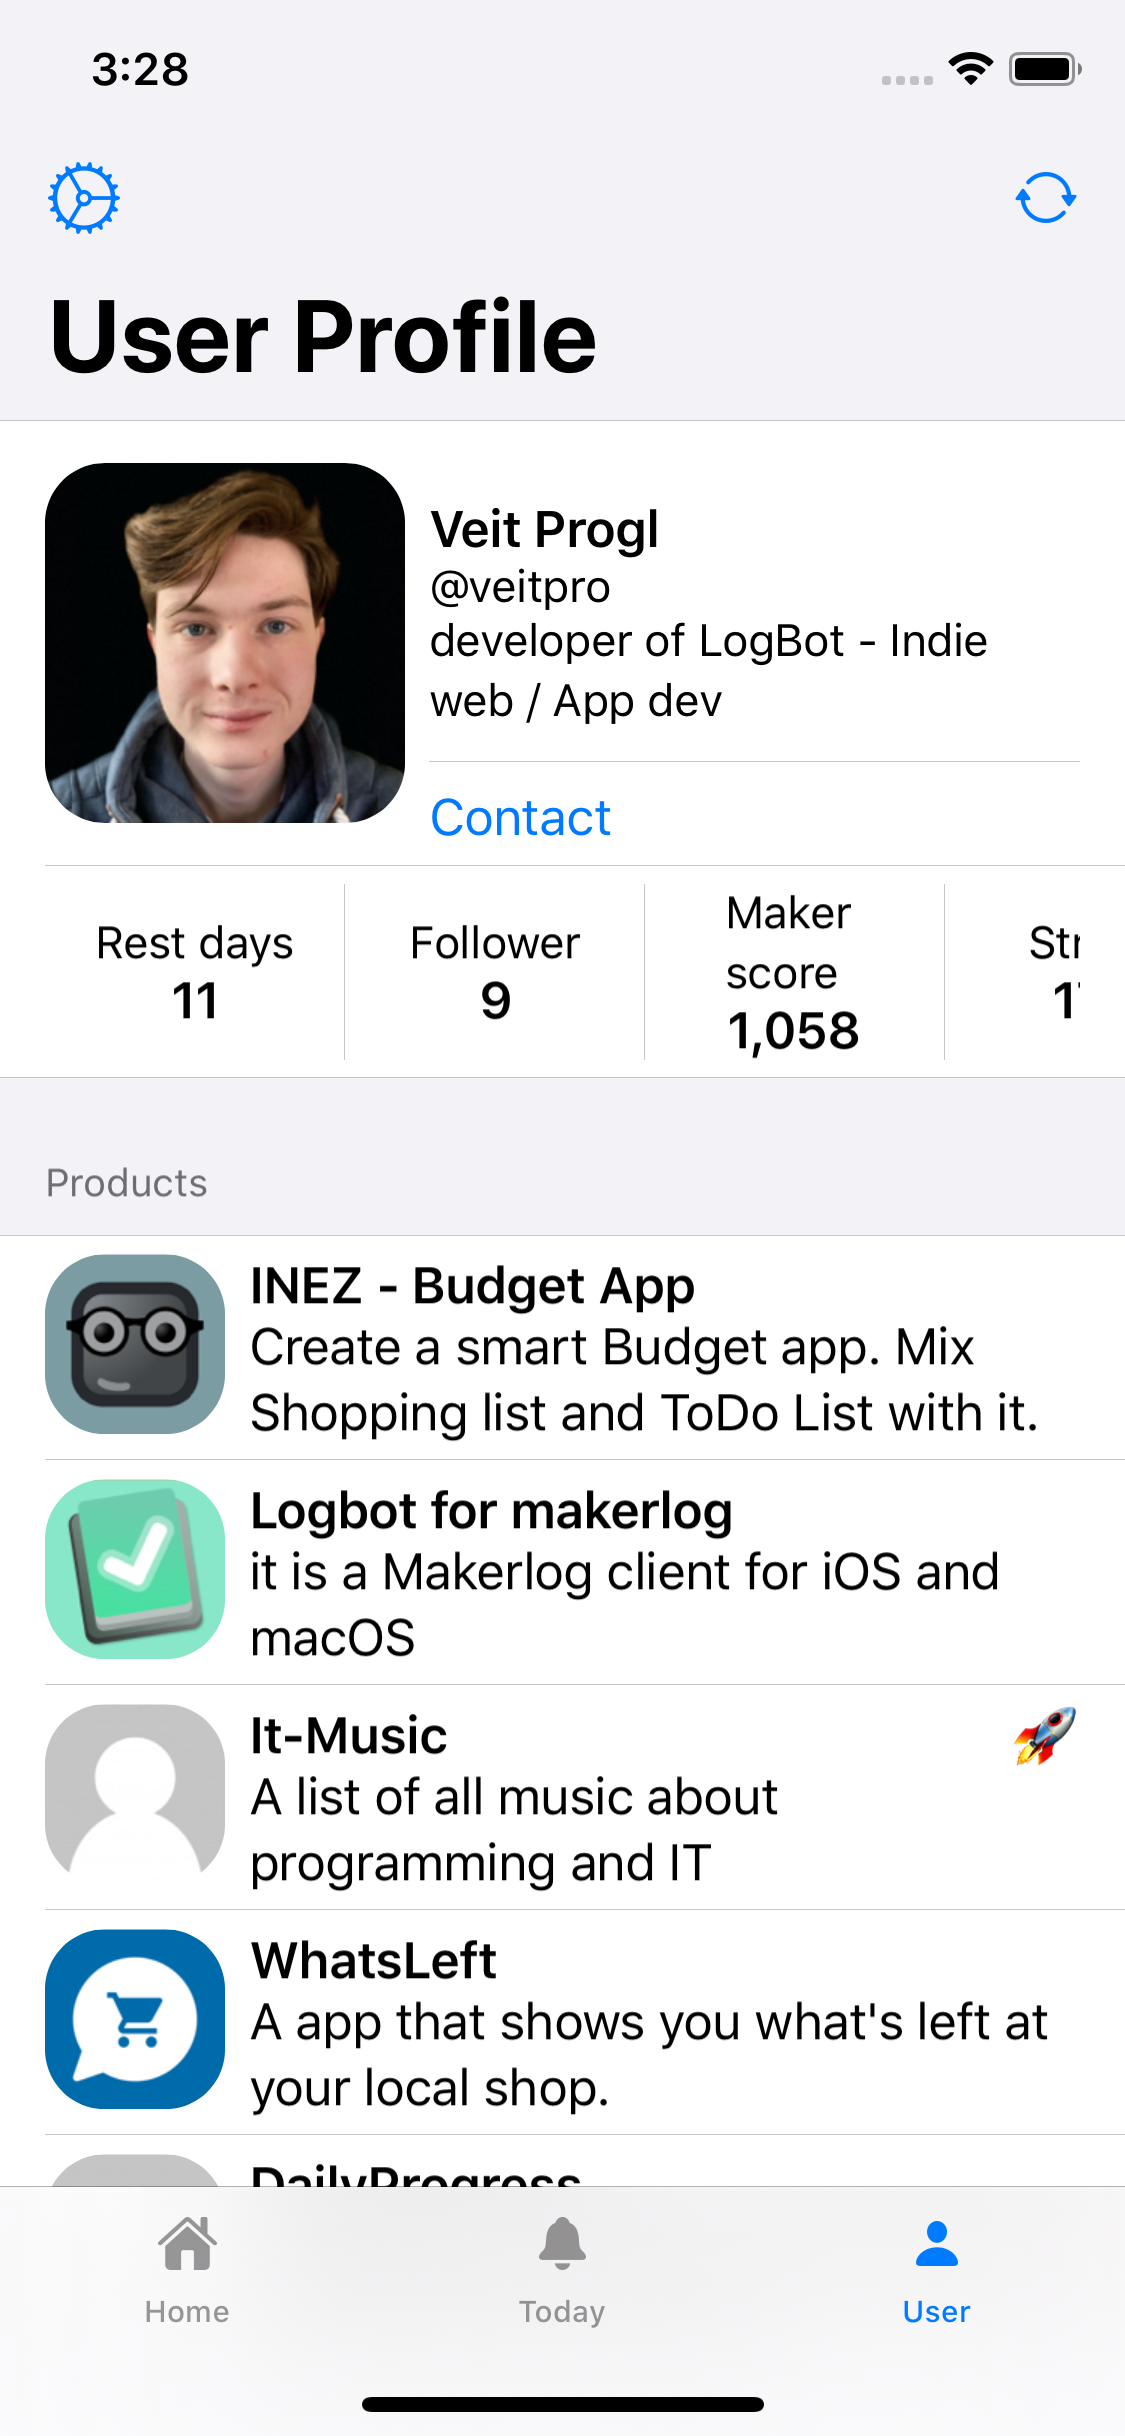 3:28
User Profile
Veit Progl
@veitpro
developer of LogBot - Indie
web / App dev
Contact
Rest days
11
Follower
9
Maker
score
1,058
Products
INEZ - Budget App
Create a smart Budget app. Mix
Shopping list and ToDo List with it.
Logbot for makerlog
it is a Makerlog client for iOS and
macOS
It-Music
A list of all music about
programming and IT
WhatsLeft
A app that shows you what's left at
your local shop.
DailyProgress
Home
Today
User